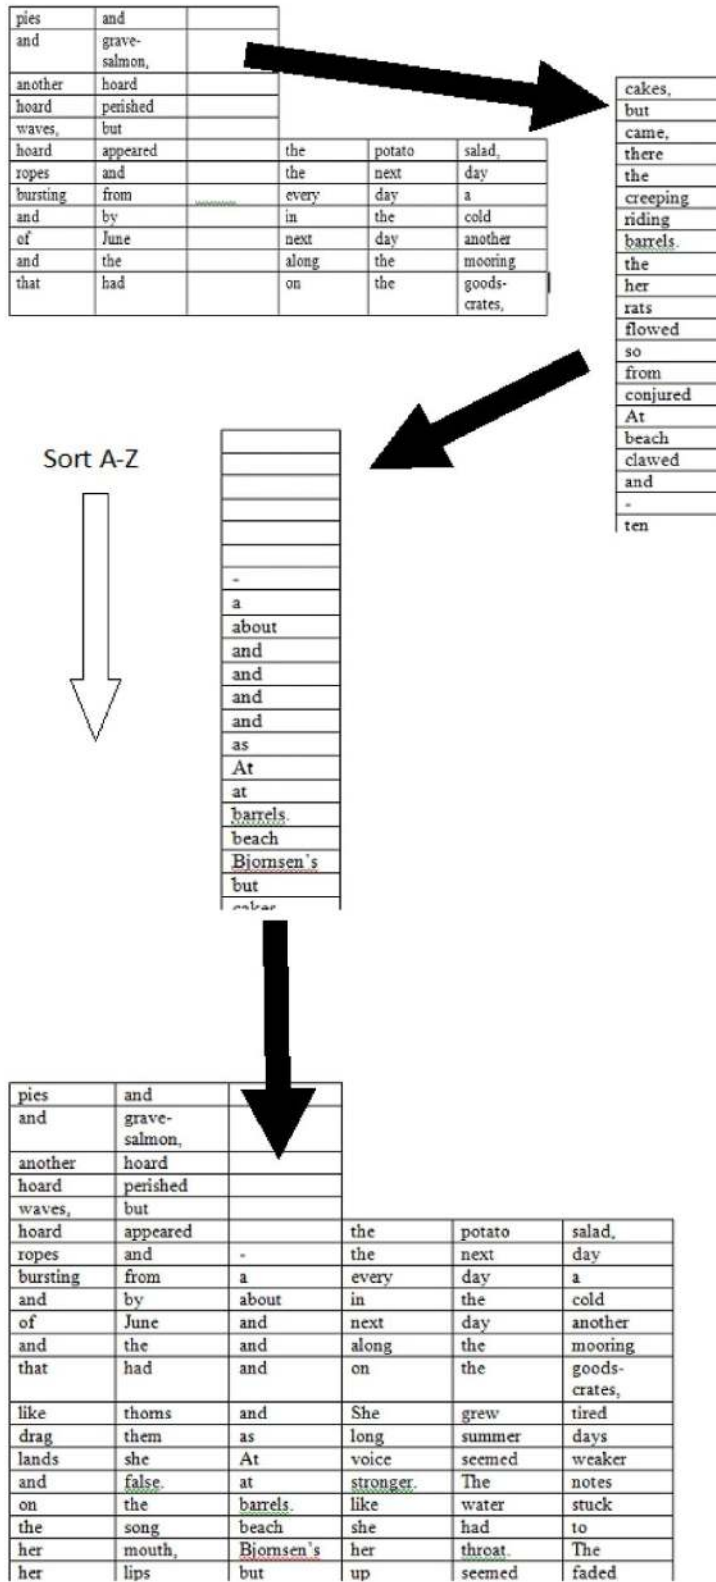 pies and
and grave-
salmon,
another hoard
hoard perished
waves, but
hoard appeared the potato salad,
ropes and the next day
bursting from every day a
and by in the cold
of June next day another
and the along the mooring
that had on the goods-
crates,
cakes,
but
came,
there
the
creeping
riding
barrels.
the
her
rats
flowed
so
from
conjured
At
beach
clawed
and
-
ten
Sort A-Z
-
a
about
and
and
and
and
as
At
at
barrels.
beach
Bjornsen's
but
cakes
pies and
and grave-
salmon,
another hoard
hoard perished
waves, but
hoard appeared the potato salad,
ropes and - the next day
bursting from a every day a
and by about in the cold
of June and next day another
and the and along the mooring
that had and on the goods-
crates,
like thorns and She grew tired
drag them as long summer days
lands she At voice seemed weaker
and false. at stronger. The notes
on the barrels. like water stuck
the song beach she had to
her mouth, Bjornsen's her throat. The
her lips but up seemed faded